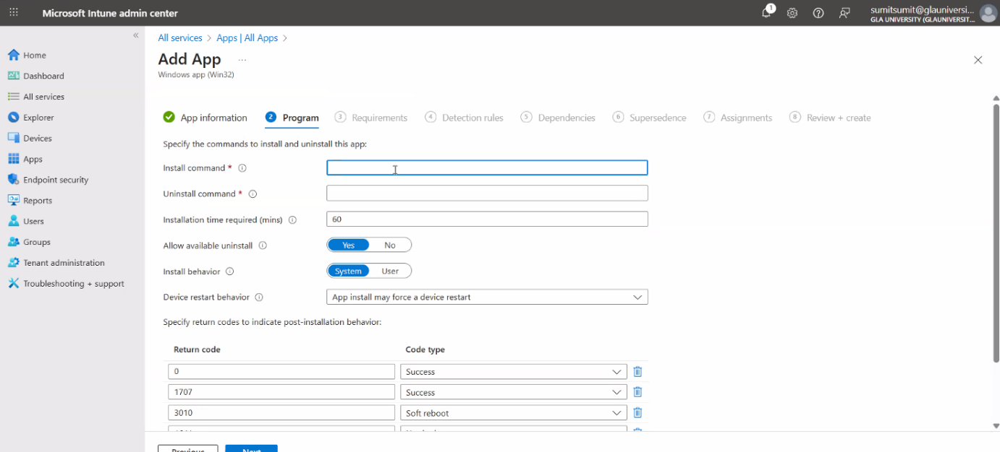 Microsoft Intune admin center
1
sumitsumit@glauniversi...
GLA UNIVERSITY (GLAUNIVERSIT...
«
Home
Dashboard
All services
Explorer
Devices
Apps
Endpoint security
Reports
Users
Groups
Tenant administration
Troubleshooting + support
All services > Apps | All Apps >
Add App ...
Windows app (Win32)
App information
2 Program
3 Requirements
4 Detection rules
5 Dependencies
6 Supersedence
7 Assignments
8 Review + create
Specify the commands to install and uninstall this app:
Install command *
Uninstall command *
Installation time required (mins) 60
Allow available uninstall Yes No
Install behavior System User
Device restart behavior App install may force a device restart
Specify return codes to indicate post-installation behavior:
Return code Code type
0 Success
1707 Success
3010 Soft reboot
Previous Next